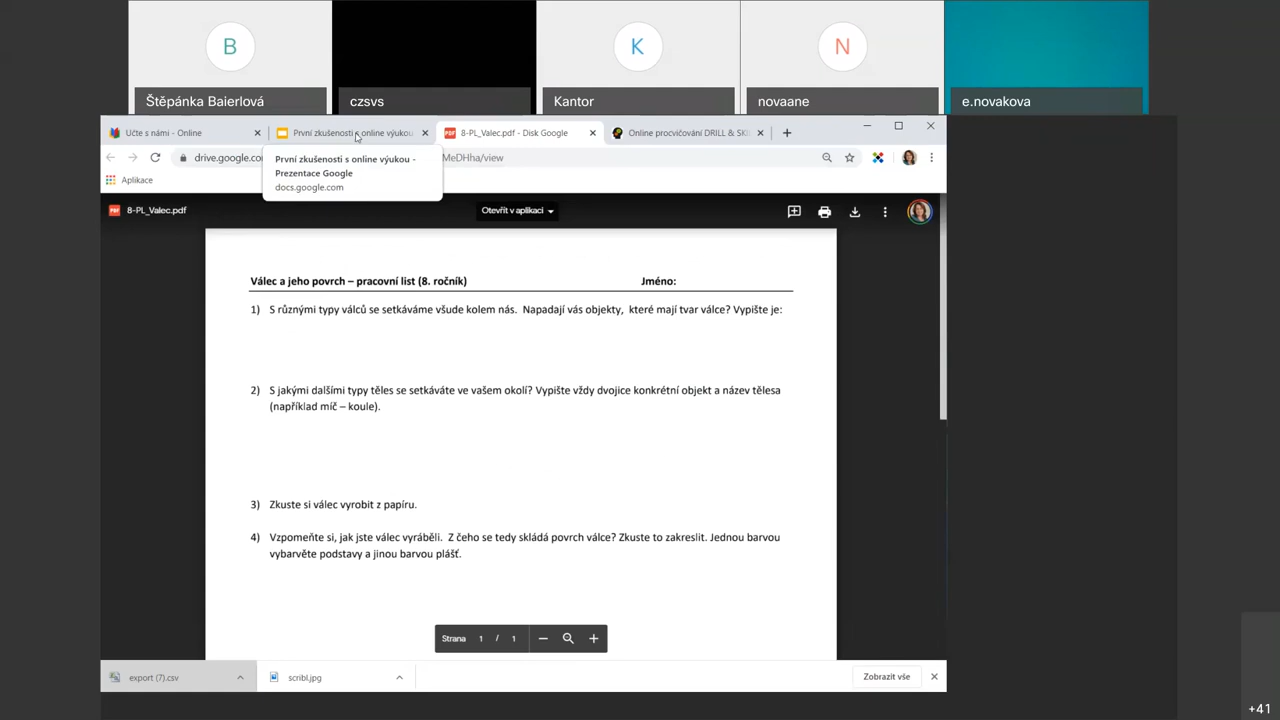 B
K
N
Štěpánka Baierlová
czsvs
Kantor
novaane
e.novakova
Učte s námi - Online
První zkušenosti s online výukou
8-PL_Valec.pdf - Disk Google
Online procvičování DRILL & SKI
drive.google.co
MeDHha/view
První zkušenosti s online výukou -
Prezentace Google
docs.google.com
Aplikace
PDF
8-PL_Valec.pdf
Otevřít v aplikaci
Válec a jeho povrch – pracovní list (8. ročník)
Jméno:
1) S různými typy válců se setkáváme všude kolem nás. Napadají vás objekty, které mají tvar válce? Vypište je:
2) S jakými dalšími typy těles se setkáváte ve vašem okolí? Vypište vždy dvojice konkrétní objekt a název tělesa
(například míč – koule).
3) Zkuste si válec vyrobit z papíru.
4) Vzpomeňte si, jak jste válec vyráběli. Z čeho se tedy skládá povrch válce? Zkuste to zakreslit. Jednou barvou
vybarvěte podstavy a jinou barvou plášť.
Strana 1 / 1
export (7).csv
scribl.jpg
Zobrazit vše
+41